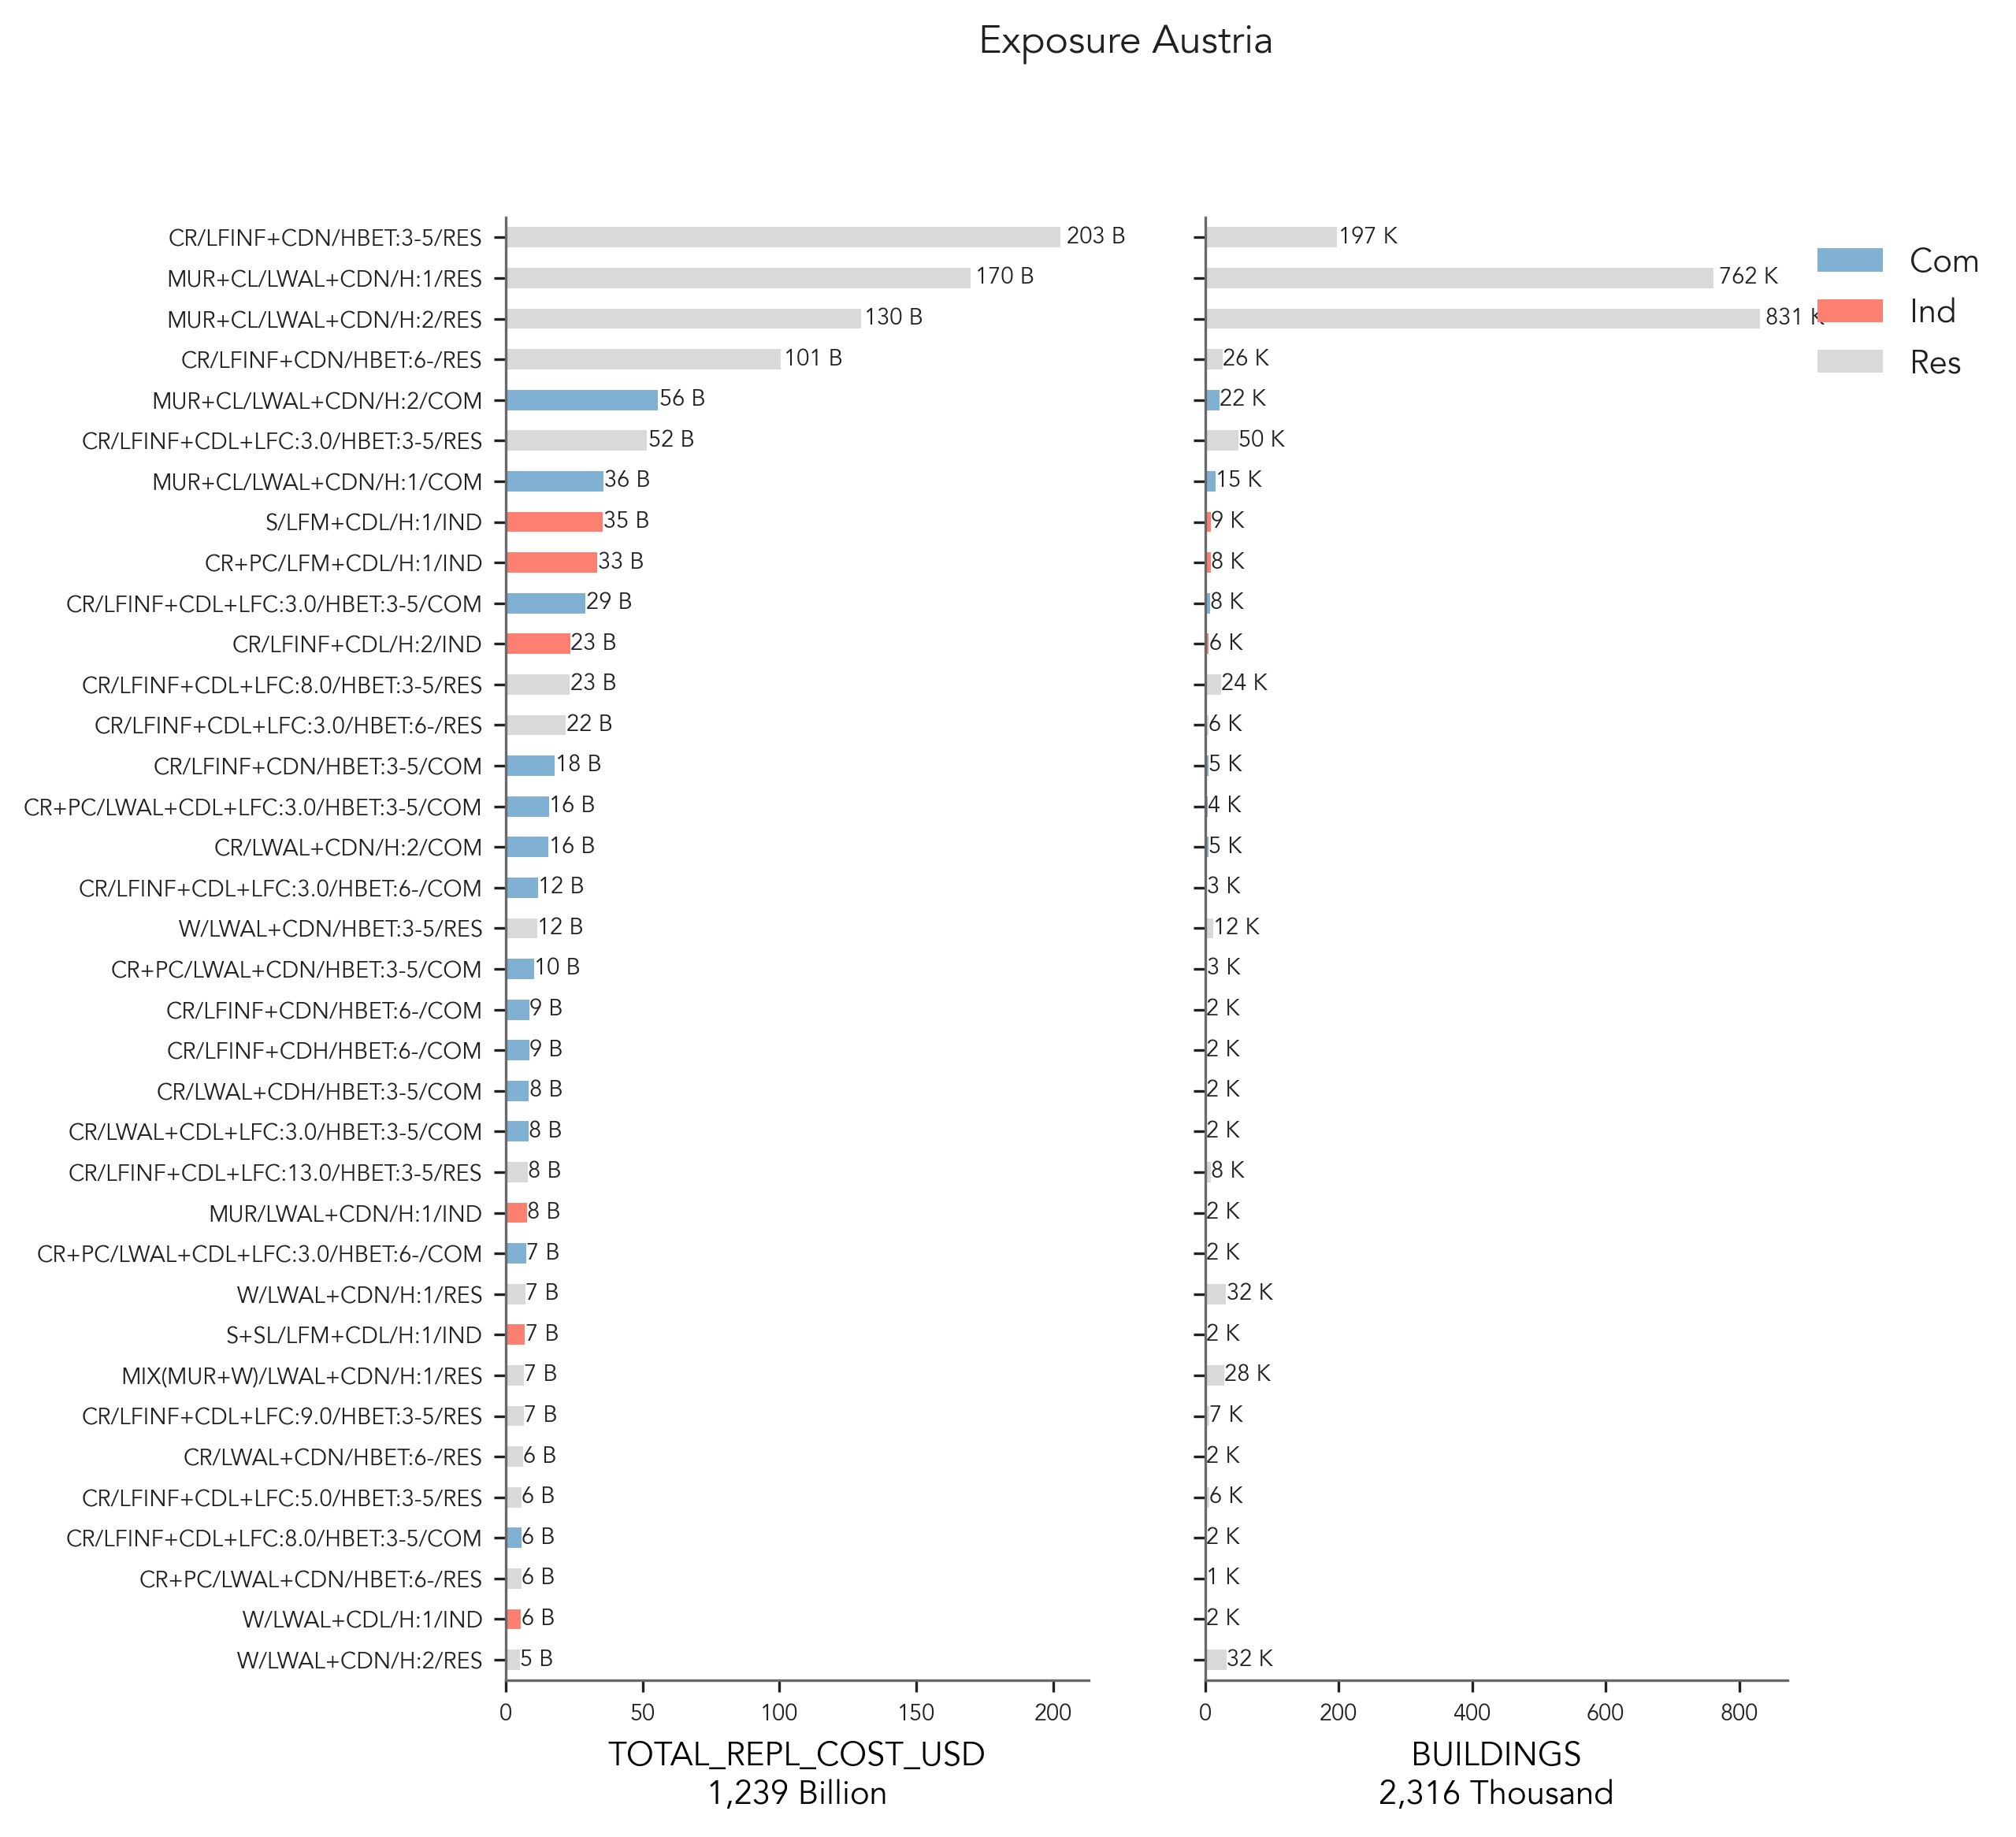 Exposure Austria
CR/LFINF+CDN/HBET:3-5/RES 203 B 197 K
MUR+CL/LWAL+CDN/H:1/RES 170 B 762 K
MUR+CL/LWAL+CDN/H:2/RES 130 B 831 K
CR/LFINF+CDN/HBET:6-/RES 101 B 26 K
MUR+CL/LWAL+CDN/H:2/COM 56 B 22 K
CR/LFINF+CDL+LFC:3.0/HBET:3-5/RES 52 B 50 K
MUR+CL/LWAL+CDN/H:1/COM 36 B 15 K
S/LFM+CDL/H:1/IND 35 B 9 K
CR+PC/LFM+CDL/H:1/IND 33 B 8 K
CR/LFINF+CDL+LFC:3.0/HBET:3-5/COM 29 B 8 K
CR/LFINF+CDL/H:2/IND 23 B 6 K
CR/LFINF+CDL+LFC:8.0/HBET:3-5/RES 23 B 24 K
CR/LFINF+CDL+LFC:3.0/HBET:6-/RES 22 B 6 K
CR/LFINF+CDN/HBET:3-5/COM 18 B 5 K
CR+PC/LWAL+CDL+LFC:3.0/HBET:3-5/COM 16 B 4 K
CR/LWAL+CDN/H:2/COM 16 B 5 K
CR/LFINF+CDL+LFC:3.0/HBET:6-/COM 12 B 3 K
W/LWAL+CDN/HBET:3-5/RES 12 B 12 K
CR+PC/LWAL+CDN/HBET:3-5/COM 10 B 3 K
CR/LFINF+CDN/HBET:6-/COM 9 B 2 K
CR/LFINF+CDH/HBET:6-/COM 9 B 2 K
CR/LWAL+CDH/HBET:3-5/COM 8 B 2 K
CR/LWAL+CDL+LFC:3.0/HBET:3-5/COM 8 B 2 K
CR/LFINF+CDL+LFC:13.0/HBET:3-5/RES 8 B 8 K
MUR/LWAL+CDN/H:1/IND 8 B 2 K
CR+PC/LWAL+CDL+LFC:3.0/HBET:6-/COM 7 B 2 K
W/LWAL+CDN/H:1/RES 7 B 32 K
S+SL/LFM+CDL/H:1/IND 7 B 2 K
MIX(MUR+W)/LWAL+CDN/H:1/RES 7 B 28 K
CR/LFINF+CDL+LFC:9.0/HBET:3-5/RES 7 B 7 K
CR/LWAL+CDN/HBET:6-/RES 6 B 2 K
CR/LFINF+CDL+LFC:5.0/HBET:3-5/RES 6 B 6 K
CR/LFINF+CDL+LFC:8.0/HBET:3-5/COM 6 B 2 K
CR+PC/LWAL+CDN/HBET:6-/RES 6 B 1 K
W/LWAL+CDL/H:1/IND 6 B 2 K
W/LWAL+CDN/H:2/RES 5 B 32 K
0 50 100 150 200
TOTAL_REPL_COST_USD
1,239 Billion
0 200 400 600 800
BUILDINGS
2,316 Thousand
Com
Ind
Res